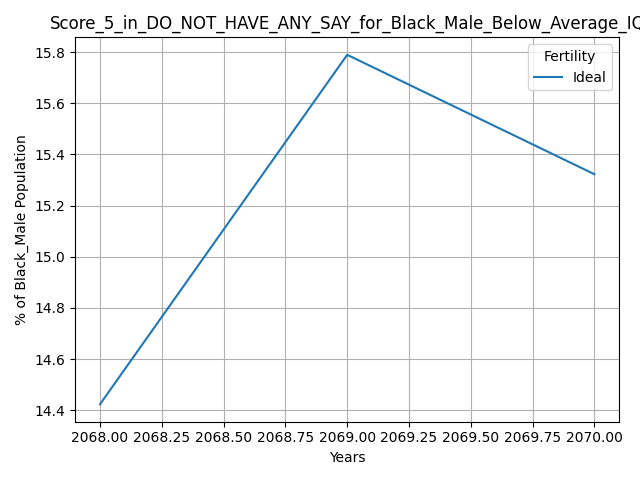 Score_5_in_DO_NOT_HAVE_ANY_SAY_for_Black_Male_Below_Average_IQ
Fertility
Ideal
15.8
15.6
15.4
15.2
15.0
14.8
14.6
14.4
% of Black_Male Population
2068.00 2068.25 2068.50 2068.75 2069.00 2069.25 2069.50 2069.75 2070.00
Years